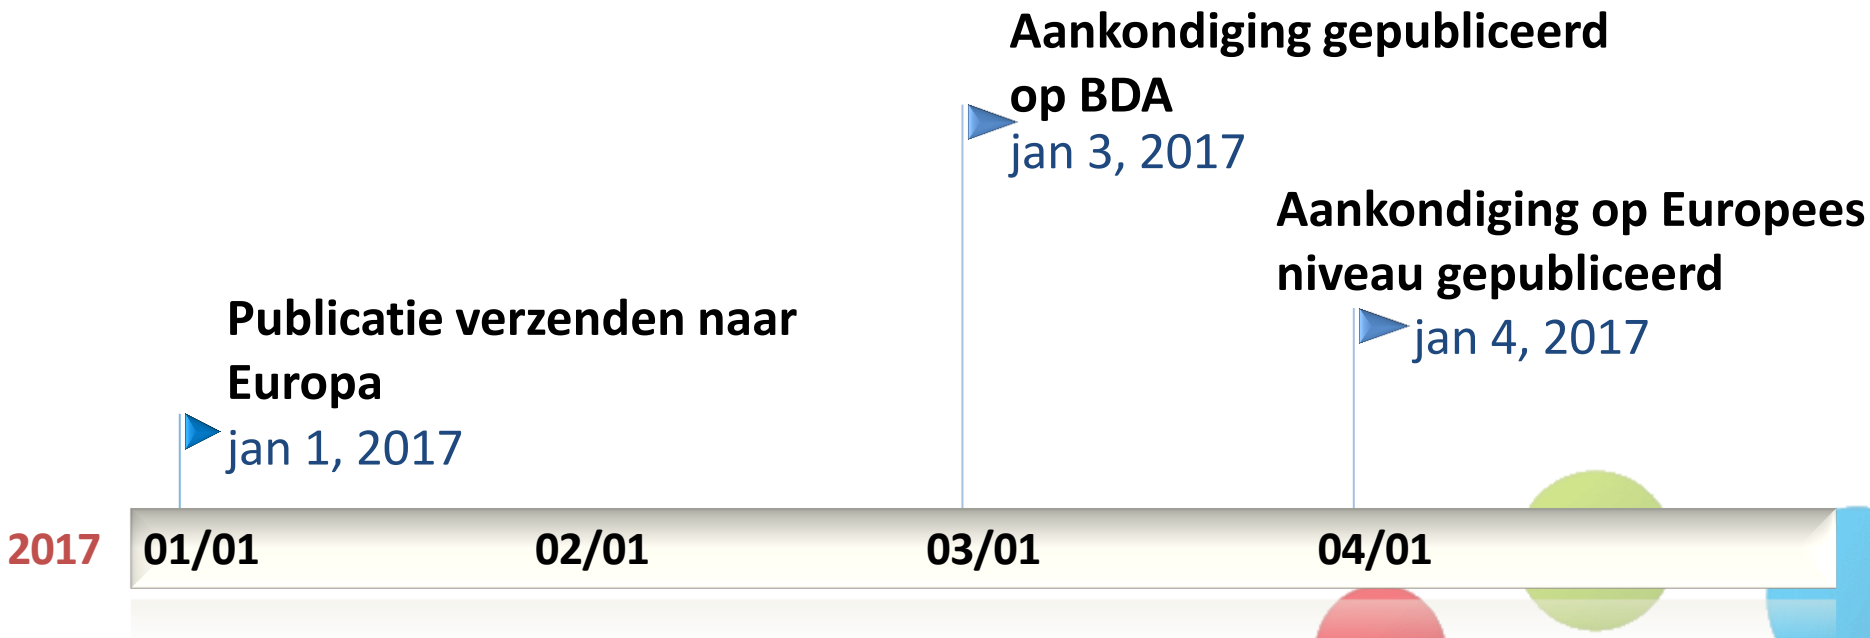 Aankondiging gepubliceerd
op BDA
jan 3, 2017
Aankondiging op Europees
niveau gepubliceerd
jan 4, 2017
Publicatie verzenden naar
Europa
jan 1, 2017
2017 01/01 02/01 03/01 04/01